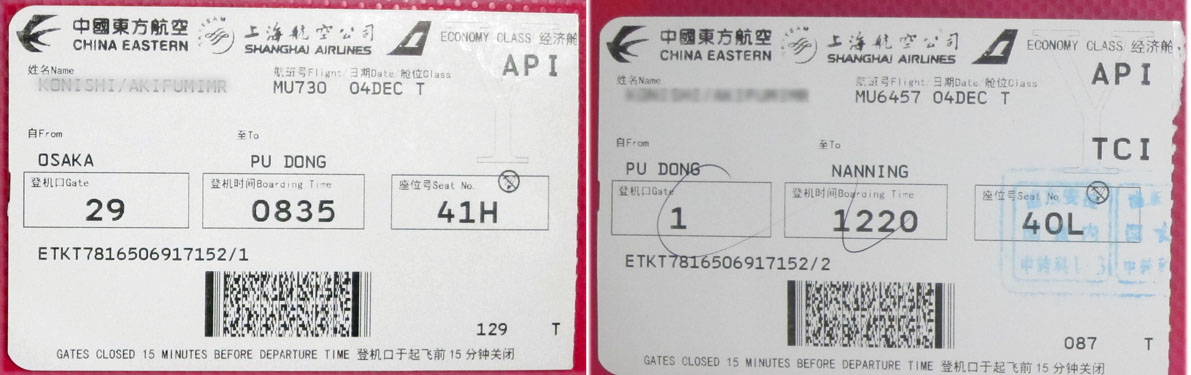 中國東方航空
CHINA EASTERN
上海航空公司
SHANGHAI AIRLINES
ECONOMY CLASS 经济舱
API
姓名Name
KONISHI/AKIFUMIMR
航班号Flight/日期Date/舱位Class
MU730 04DEC T
自From
至To
OSAKA
PU DONG
登机口Gate
登机时间Boarding Time
座位号Seat No.
29
0835
41H
ETKT7816506917152/1
129 T
GATES CLOSED 15 MINUTES BEFORE DEPARTURE TIME 登机口于起飞前15分钟关闭
中國東方航空
CHINA EASTERN
上海航空公司
SHANGHAI AIRLINES
ECONOMY CLASS 经济舱
API
姓名Name
航班号Flight/日期Date/舱位Class
MU6457 04DEC T
TCI
自From
至To
PU DONG
NANNING
登机口Gate
登机时间Boarding Time
座位号Seat No.
1
1220
40L
ETKT7816506917152/2
087 T
GATES CLOSED 15 MINUTES BEFORE DEPARTURE TIME 登机口于起飞前15分钟关闭